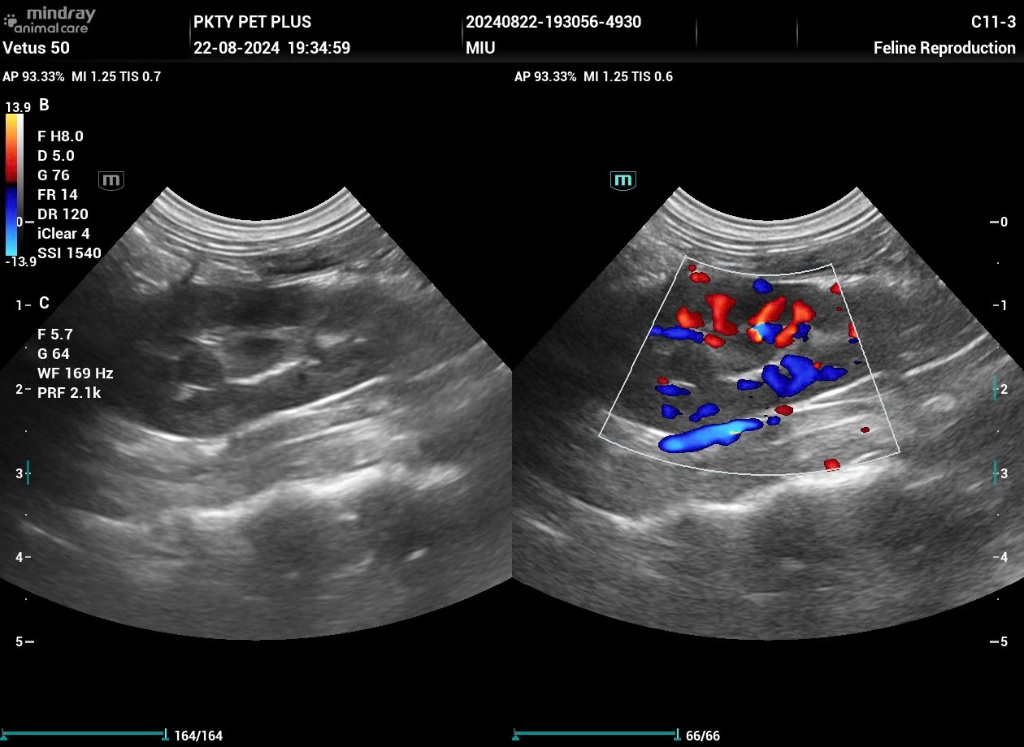 mindray
animalcare
Vetus 50
PKTY PET PLUS
22-08-2024 19:34:59
20240822-193056-4930
MIU
C11-3
Feline Reproduction
AP 93.33% MI 1.25 TIS 0.7
13.9
B
F H8.0
D 5.0
G 76
FR 14
DR 120
iClear 4
SSI 1540
0
-13.9
C
F 5.7
G 64
WF 169 Hz
PRF 2.1k
m
1
2
3
4
5
164/164
AP 93.33% MI 1.25 TIS 0.6
m
0
1
2
3
4
5
66/66